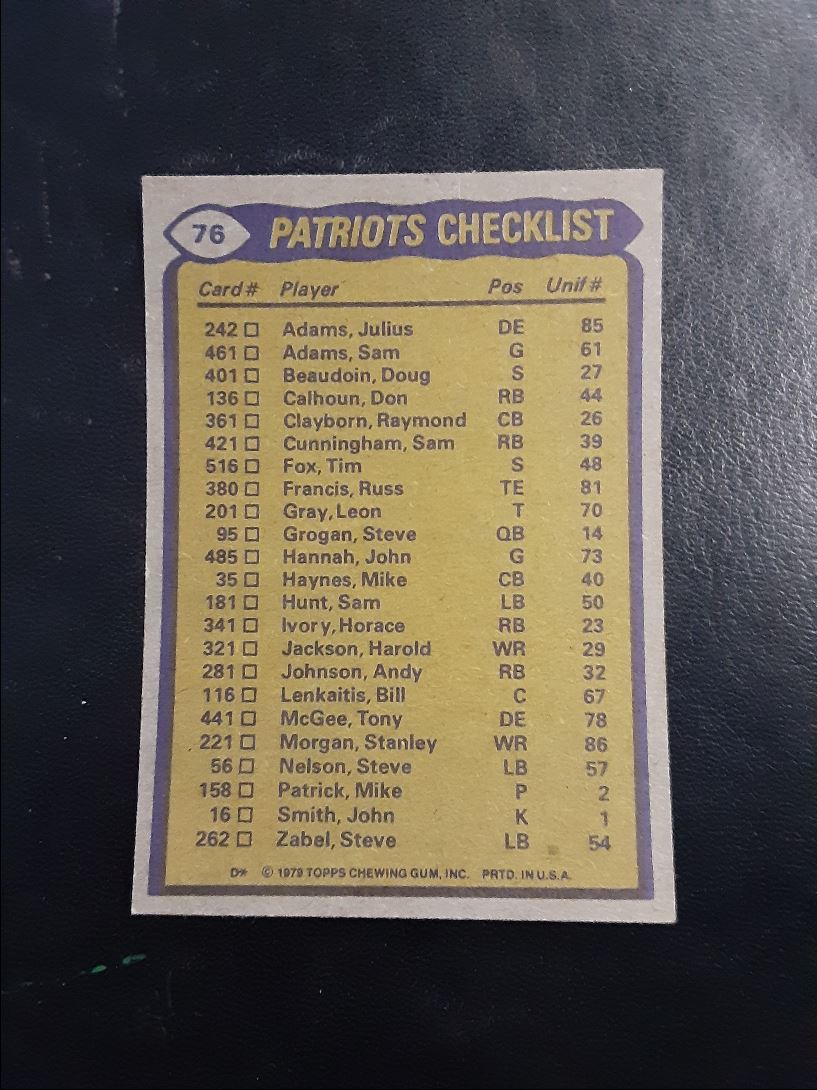 76 PATRIOTS CHECKLIST
Card # Player Pos Unif #
242 □ Adams, Julius DE 85
461 □ Adams, Sam G 61
401 □ Beaudoin, Doug S 27
136 □ Calhoun, Don RB 44
361 □ Clayborn, Raymond CB 26
421 □ Cunningham, Sam RB 39
516 □ Fox, Tim S 48
380 □ Francis, Russ TE 81
201 □ Gray, Leon T 70
95 □ Grogan, Steve QB 14
485 □ Hannah, John G 73
35 □ Haynes, Mike CB 40
181 □ Hunt, Sam LB 50
341 □ Ivory, Horace RB 23
321 □ Jackson, Harold WR 29
281 □ Johnson, Andy RB 32
116 □ Lenkaitis, Bill C 67
441 □ McGee, Tony DE 78
221 □ Morgan, Stanley WR 86
56 □ Nelson, Steve LB 57
158 □ Patrick, Mike P 2
16 □ Smith, John K 1
262 □ Zabel, Steve LB 54
D* © 1979 TOPPS CHEWING GUM, INC. PRTD. IN U.S.A.